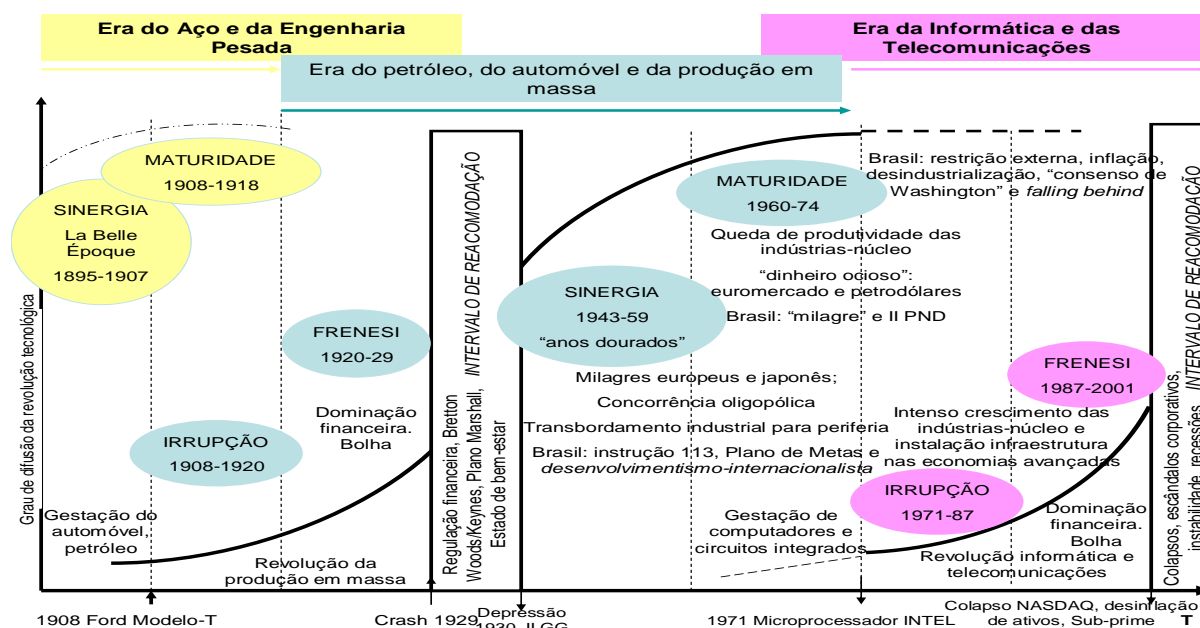 Era do Aço e da Engenharia
Pesada
Era da Informática e das
Telecomunicações
Era do petróleo, do automóvel e da produção em
massa
Grau de difusão da revolução tecnológica
MATURIDADE
1908-1918
SINERGIA
La Belle
Époque
1895-1907
FRENESI
1920-29
Dominação
financeira.
Bolha
IRRUPÇÃO
1908-1920
Gestação do
automóvel,
petróleo
Revolução da
produção em massa
INTERVALO DE REACOMODAÇÃO
Regulação financeira, Bretton
Woods/Keynes, Plano Marshall,
Estado de bem-estar
MATURIDADE
1960-74
Queda de produtividade das
indústrias-núcleo
“dinheiro ocioso”:
euromercado e petrodólares
Brasil: “milagre” e II PND
SINERGIA
1943-59
“anos dourados”
Milagres europeus e japonês;
Concorrência oligopólica
Transbordamento industrial para periferia
Brasil: instrução 113, Plano de Metas e
desenvolvimentismo-internacionalista
Gestação de
computadores e
circuitos integrados
Brasil: restrição externa, inflação,
desindustrialização, “consenso de
Washington” e falling behind
FRENESI
1987-2001
Intenso crescimento das
indústrias-núcleo e
instalação infraestrutura
nas economias avançadas
IRRUPÇÃO
1971-87
Dominação
financeira.
Bolha
Revolução informática e
telecomunicações
INTERVALO DE REACOMODAÇÃO
Colapsos, escândalos corporativos,
instabilidade, recessões
1908 Ford Modelo-T
Crash 1929
Depressão
1930, II GG
1971 Microprocessador INTEL
Colapso NASDAQ, desinflação
de ativos, Sub-prime
T